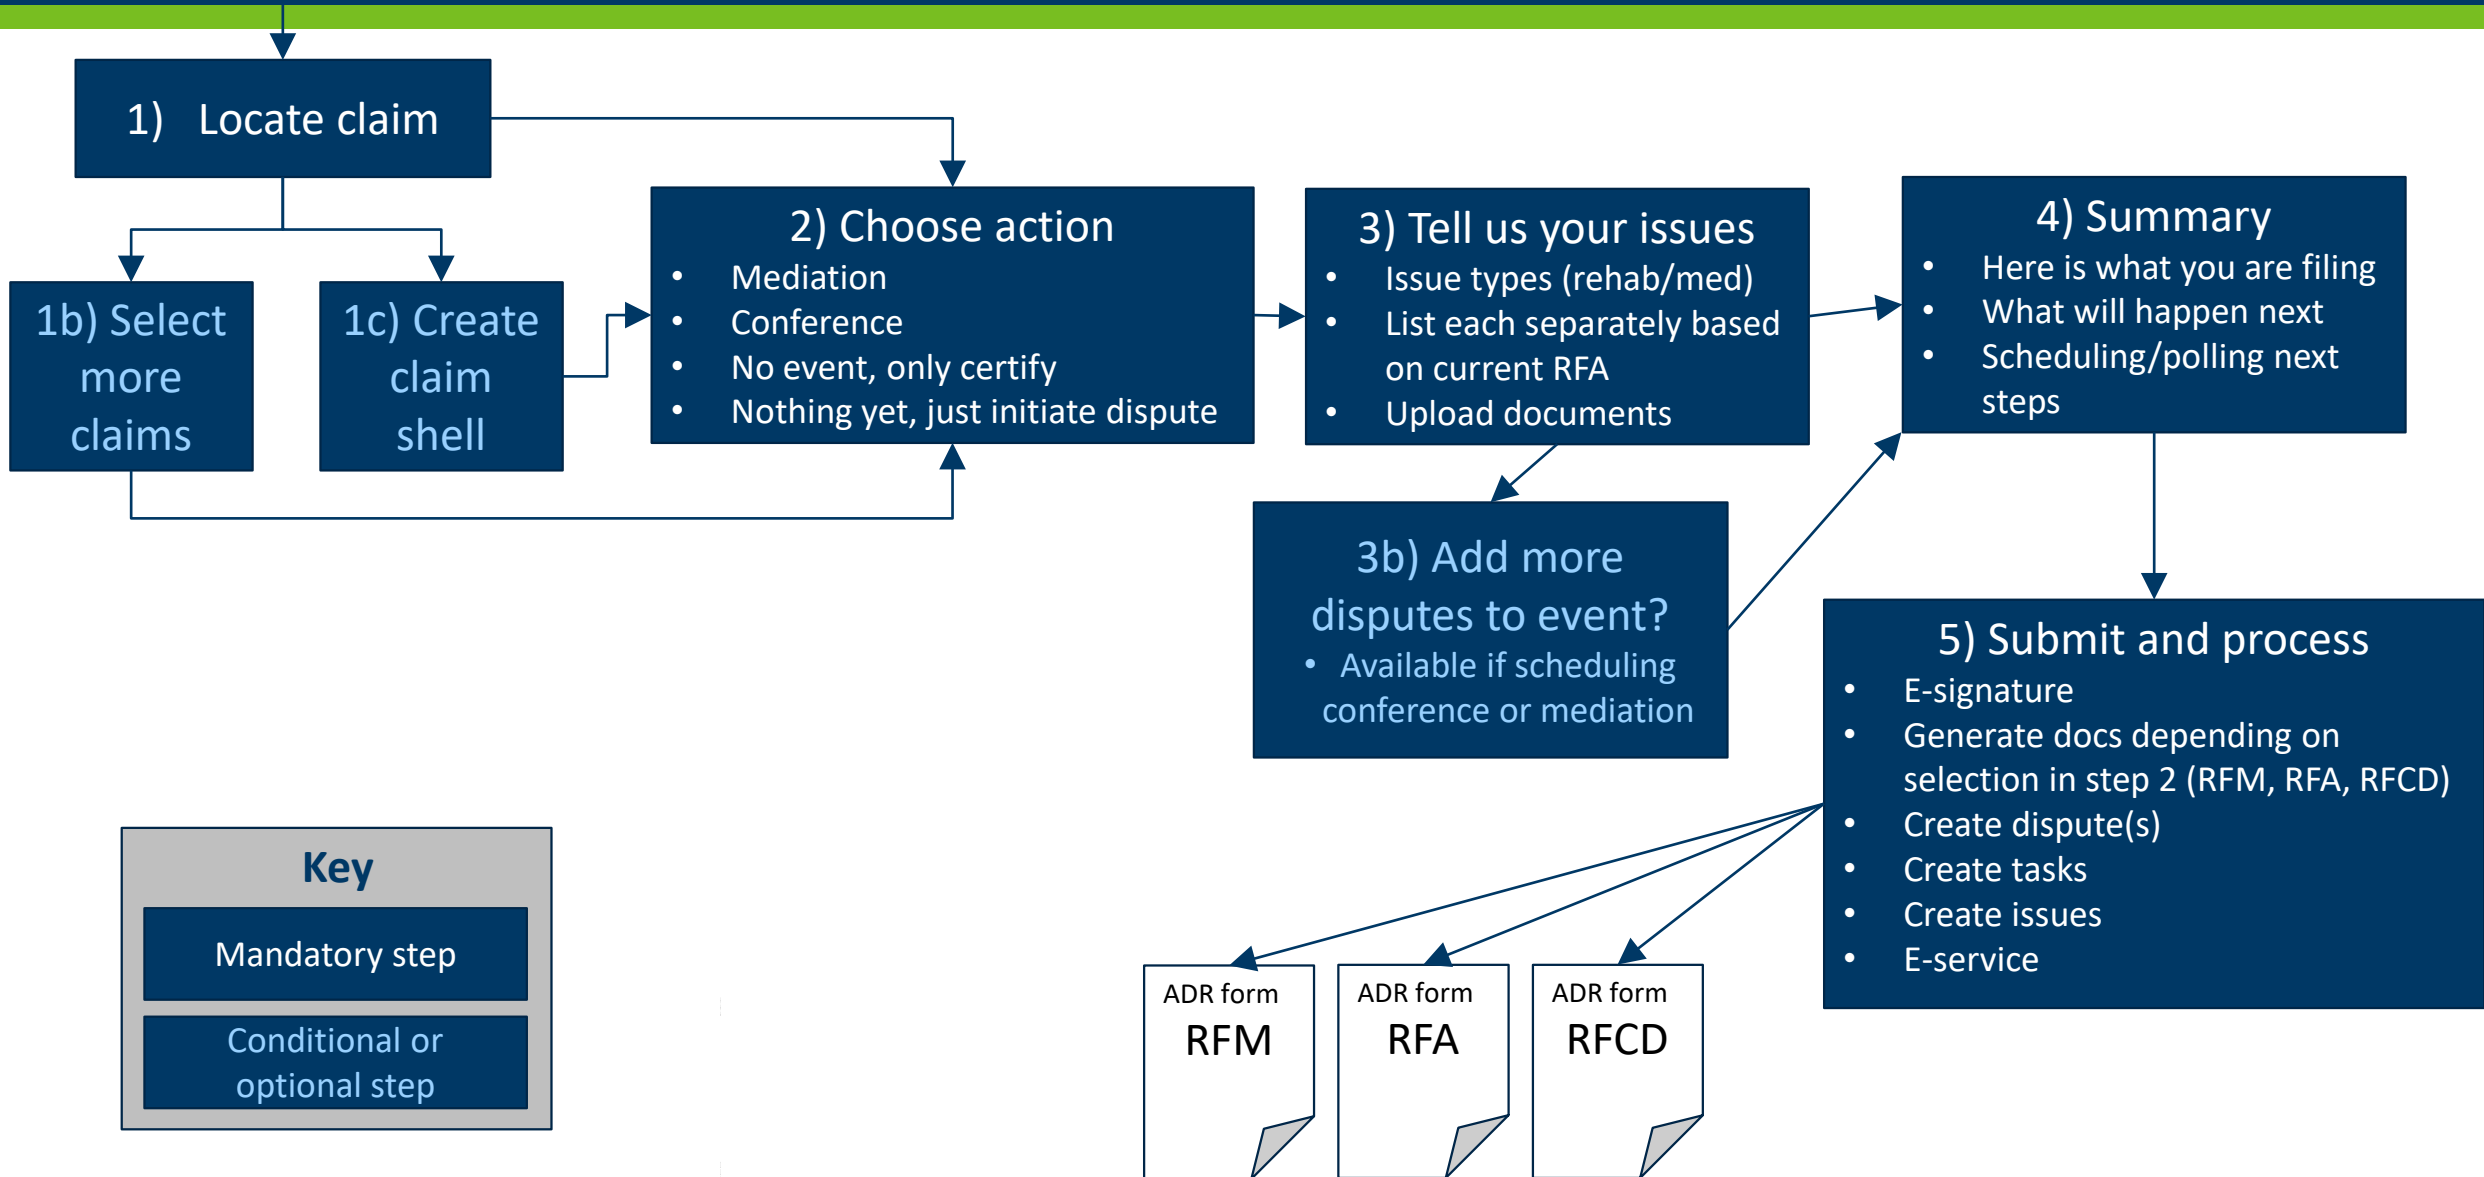 1) Locate claim
1b) Select
more
claims
1c) Create
claim
shell
2) Choose action
• Mediation
• Conference
• No event, only certify
• Nothing yet, just initiate dispute
3) Tell us your issues
• Issue types (rehab/med)
• List each separately based
on current RFA
• Upload documents
3b) Add more
disputes to event?
• Available if scheduling
conference or mediation
4) Summary
• Here is what you are filing
• What will happen next
• Scheduling/polling next
steps
5) Submit and process
• E-signature
• Generate docs depending on
selection in step 2 (RFM, RFA, RFCD)
• Create dispute(s)
• Create tasks
• Create issues
• E-service
Key
Mandatory step
Conditional or
optional step
ADR form
RFM
ADR form
RFA
ADR form
RFCD